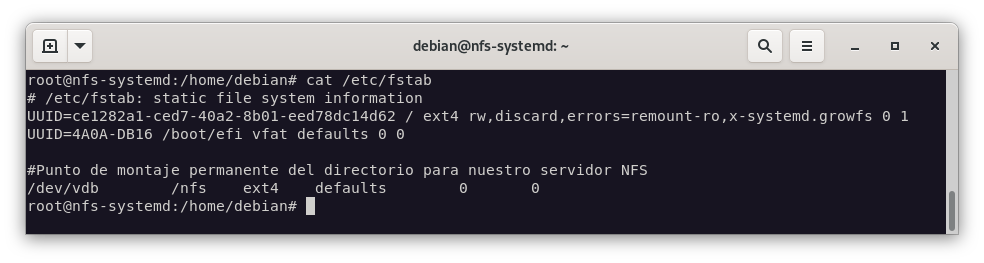 debian@nfs-systemd: ~
root@nfs-systemd:/home/debian# cat /etc/fstab
# /etc/fstab: static file system information
UUID=ce1282a1-ced7-40a2-8b01-eed78dc14d62 / ext4 rw,discard,errors=remount-ro,x-systemd.growfs 0 1
UUID=4A0A-DB16 /boot/efi vfat defaults 0 0
#Punto de montaje permanente del directorio para nuestro servidor NFS
/dev/vdb        /nfs    ext4    defaults        0       0
root@nfs-systemd:/home/debian#